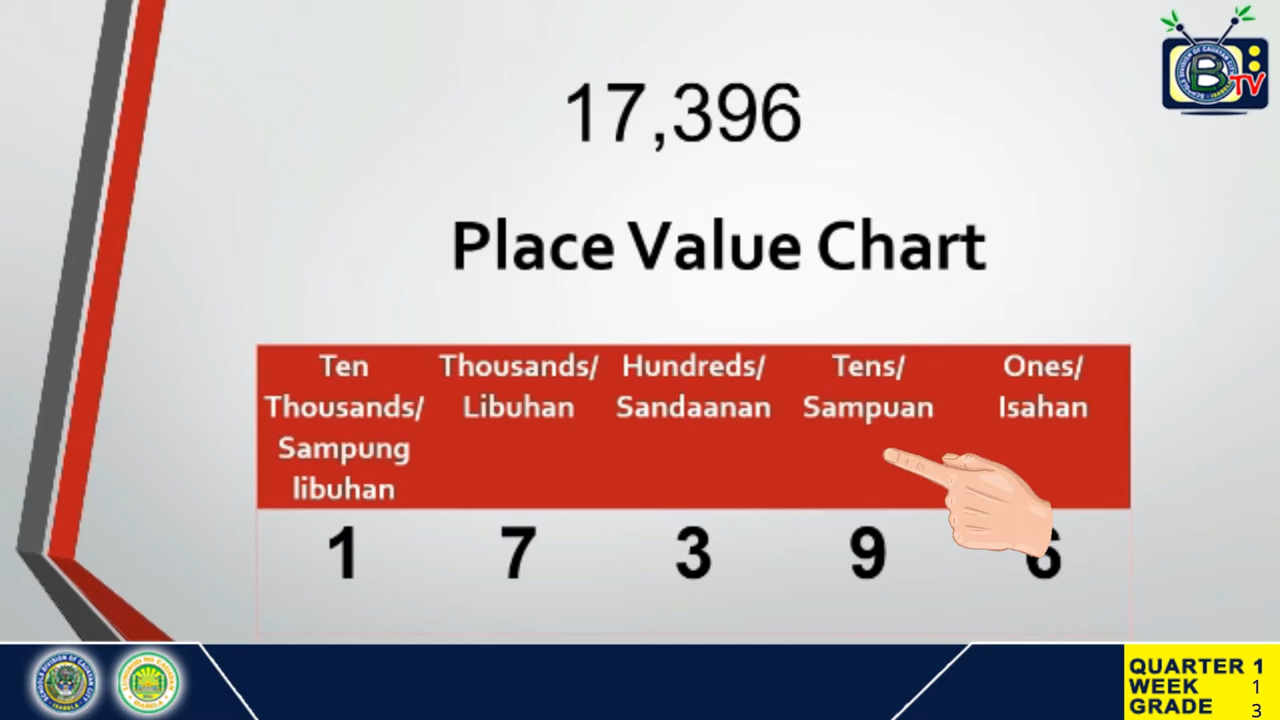 17,396
Place Value Chart
Ten Thousands/ Sampung libuhan
Thousands/ Libuhan
Hundreds/ Sandaanan
Tens/ Sampuan
Ones/ Isahan
1 7 3 9 6
B TV
QUARTER 1
WEEK 1
GRADE 3